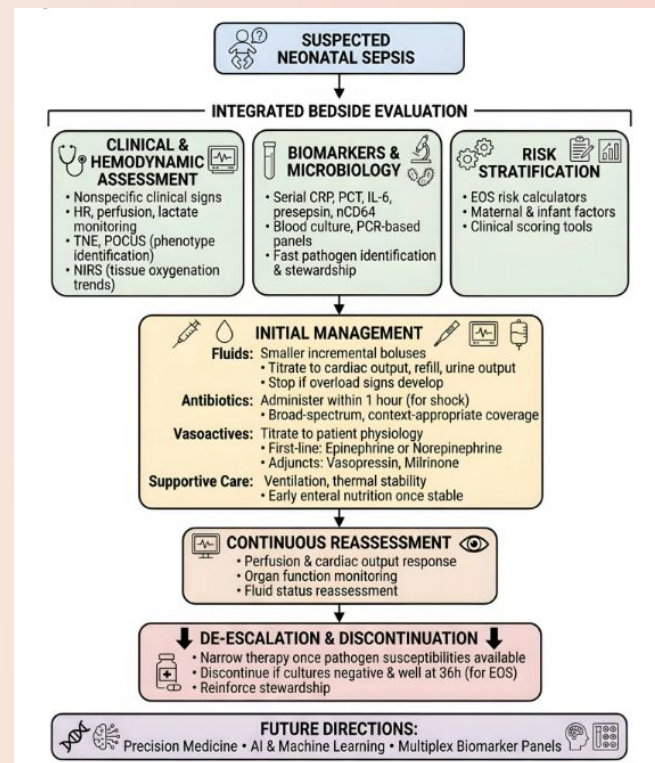 SUSPECTED
NEONATAL SEPSIS
INTEGRATED BEDSIDE EVALUATION
CLINICAL &
HEMODYNAMIC
ASSESSMENT
• Nonspecific clinical signs
• HR, perfusion, lactate
monitoring
• TNE, POCUS (phenotype
identification)
• NIRS (tissue oxygenation
trends)
BIOMARKERS &
MICROBIOLOGY
• Serial CRP, PCT, IL-6,
presepsin, nCD64
• Blood culture, PCR-based
panels
• Fast pathogen identification
& stewardship
RISK
STRATIFICATION
• EOS risk calculators
• Maternal & infant factors
• Clinical scoring tools
INITIAL MANAGEMENT
Fluids: Smaller incremental boluses
• Titrate to cardiac output, refill, urine output
• Stop if overload signs develop
Antibiotics: Administer within 1 hour (for shock)
• Broad-spectrum, context-appropriate coverage
Vasoactives: Titrate to patient physiology
• First-line: Epinephrine or Norepinephrine
• Adjuncts: Vasopressin, Milrinone
Supportive Care: Ventilation, thermal stability
• Early enteral nutrition once stable
CONTINUOUS REASSESSMENT
• Perfusion & cardiac output response
• Organ function monitoring
• Fluid status reassessment
DE-ESCALATION & DISCONTINUATION
• Narrow therapy once pathogen susceptibilities available
• Discontinue if cultures negative & well at 36h (for EOS)
• Reinforce stewardship
FUTURE DIRECTIONS:
Precision Medicine • AI & Machine Learning • Multiplex Biomarker Panels